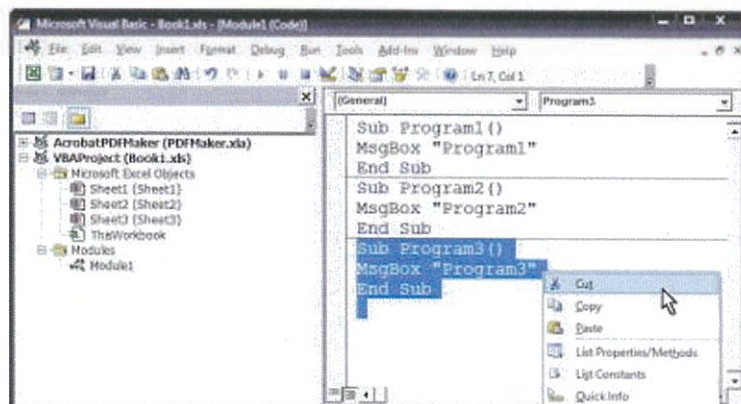 Microsoft Visual Basic - Book1.xls - [Module1 (Code)]
File Edit View Insert Format Debug Run Tools Add-Ins Window Help
Ln 7, Col 1
(General) Program3
AcrobatPDFMaker (PDFMaker.xla)
VBAProject (Book1.xls)
Microsoft Excel Objects
Sheet1 (Sheet1)
Sheet2 (Sheet2)
Sheet3 (Sheet3)
ThisWorkbook
Modules
Module1
Sub Program1()
MsgBox "Program1"
End Sub
Sub Program2()
MsgBox "Program2"
End Sub
Sub Program3()
MsgBox "Program3"
End Sub
Cut
Copy
Paste
List Properties/Methods
List Constants
Quick Info